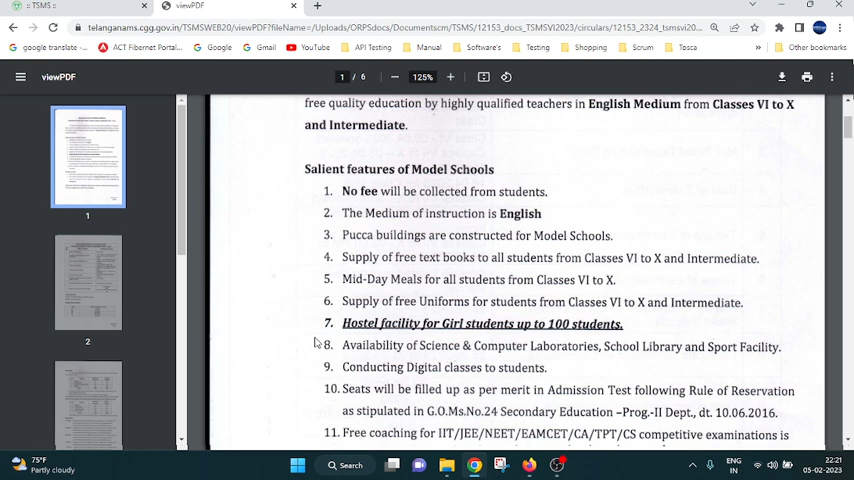 :: TSMS ::
viewPDF
telanganams.cgg.gov.in/TSMSWEB20/viewPDF?fileName=/Uploads/ORPSdocs/Documentscm/TSMS/12153_docs_TSMSVI2023/circulars/12153_2324_tsmsvi20...
google translate -...
ACT Fibernet Portal...
Google
Gmail
YouTube
API Testing
Manual
Software's
Testing
Shopping
Scrum
Tosca
»
Other bookmarks
viewPDF
1 / 6
125%
free quality education by highly qualified teachers in English Medium from Classes VI to X
and Intermediate.
Salient features of Model Schools
1. No fee will be collected from students.
2. The Medium of instruction is English
3. Pucca buildings are constructed for Model Schools.
4. Supply of free text books to all students from Classes VI to X and Intermediate.
5. Mid-Day Meals for all students from Classes VI to X.
6. Supply of free Uniforms for students from Classes VI to X and Intermediate.
7. Hostel facility for Girl students up to 100 students.
8. Availability of Science & Computer Laboratories, School Library and Sport Facility.
9. Conducting Digital classes to students.
10. Seats will be filled up as per merit in Admission Test following Rule of Reservation
as stipulated in G.O.Ms.No.24 Secondary Education –Prog.-II Dept., dt. 10.06.2016.
11. Free coaching for IIT/JEE/NEET/EAMCET/CA/TPT/CS competitive examinations is
1
2
75°F
Partly cloudy
Search
ENG
IN
22:21
05-02-2023